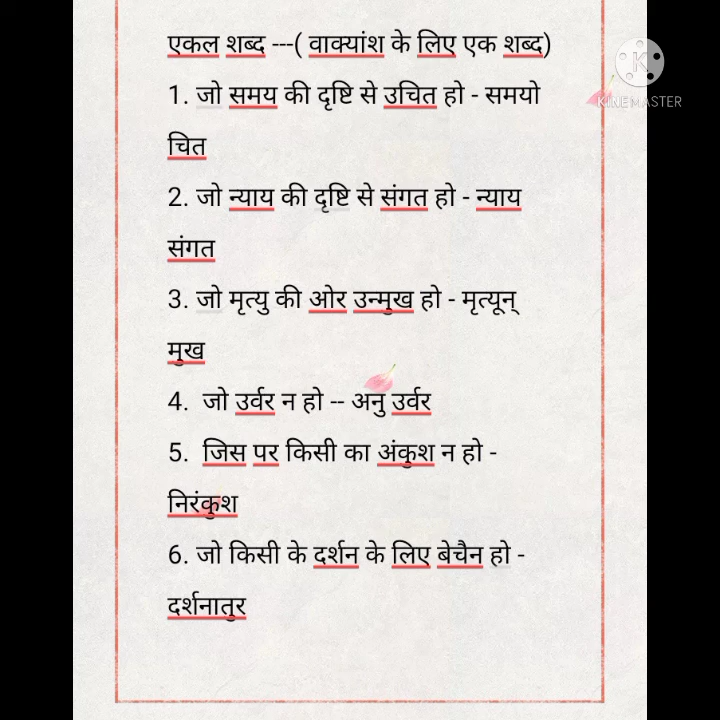 एकल शब्द ---( वाक्यांश के लिए एक शब्द)
1. जो समय की दृष्टि से उचित हो - समयो
चित
2. जो न्याय की दृष्टि से संगत हो - न्याय
संगत
3. जो मृत्यु की ओर उन्मुख हो - मृत्यून्
मुख
4. जो उर्वर न हो -- अनु उर्वर
5. जिस पर किसी का अंकुश न हो -
निरंकुश
6. जो किसी के दर्शन के लिए बेचैन हो -
दर्शनातुर
K
KINEMASTER